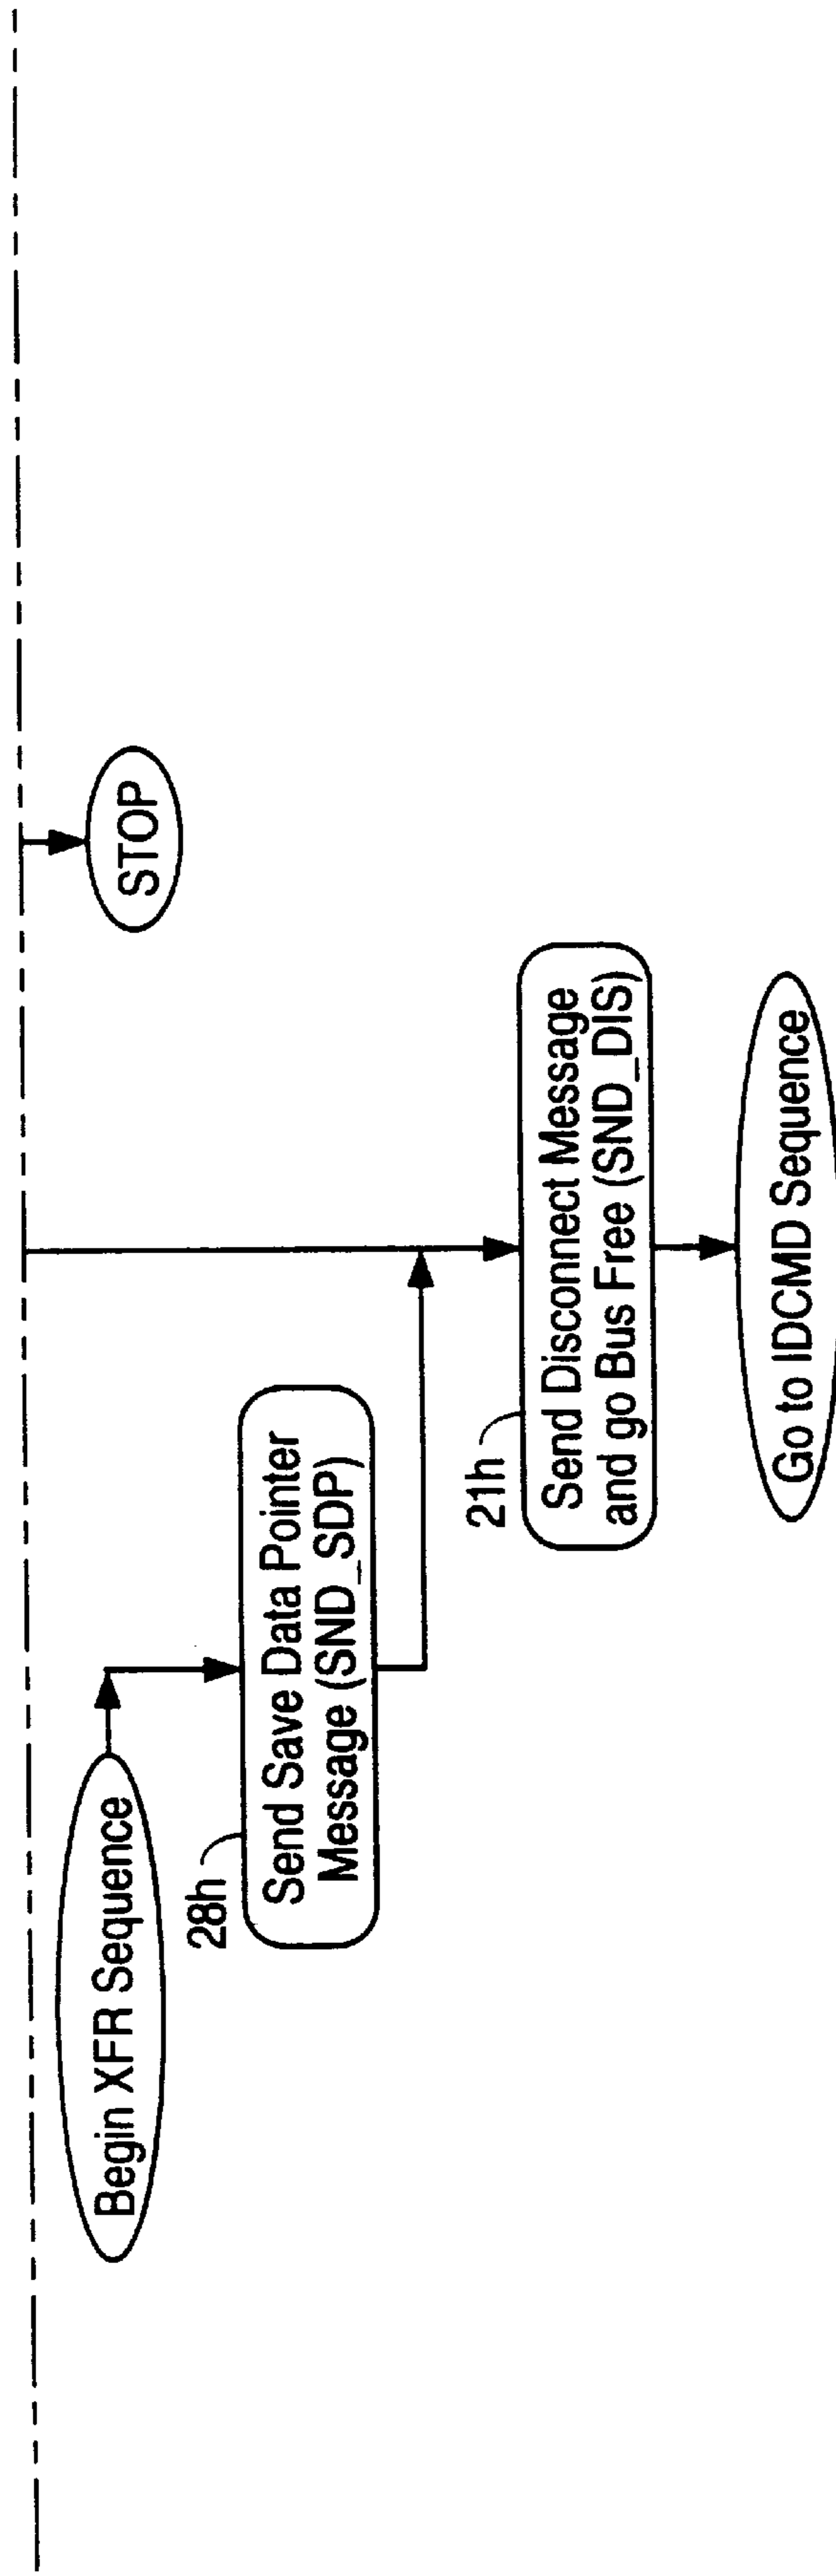 Begin XFR Sequence
28h
Send Save Data Pointer
Message (SND_SDP)
STOP
21h
Send Disconnect Message
and go Bus Free (SND_DIS)
Go to IDCMD Sequence